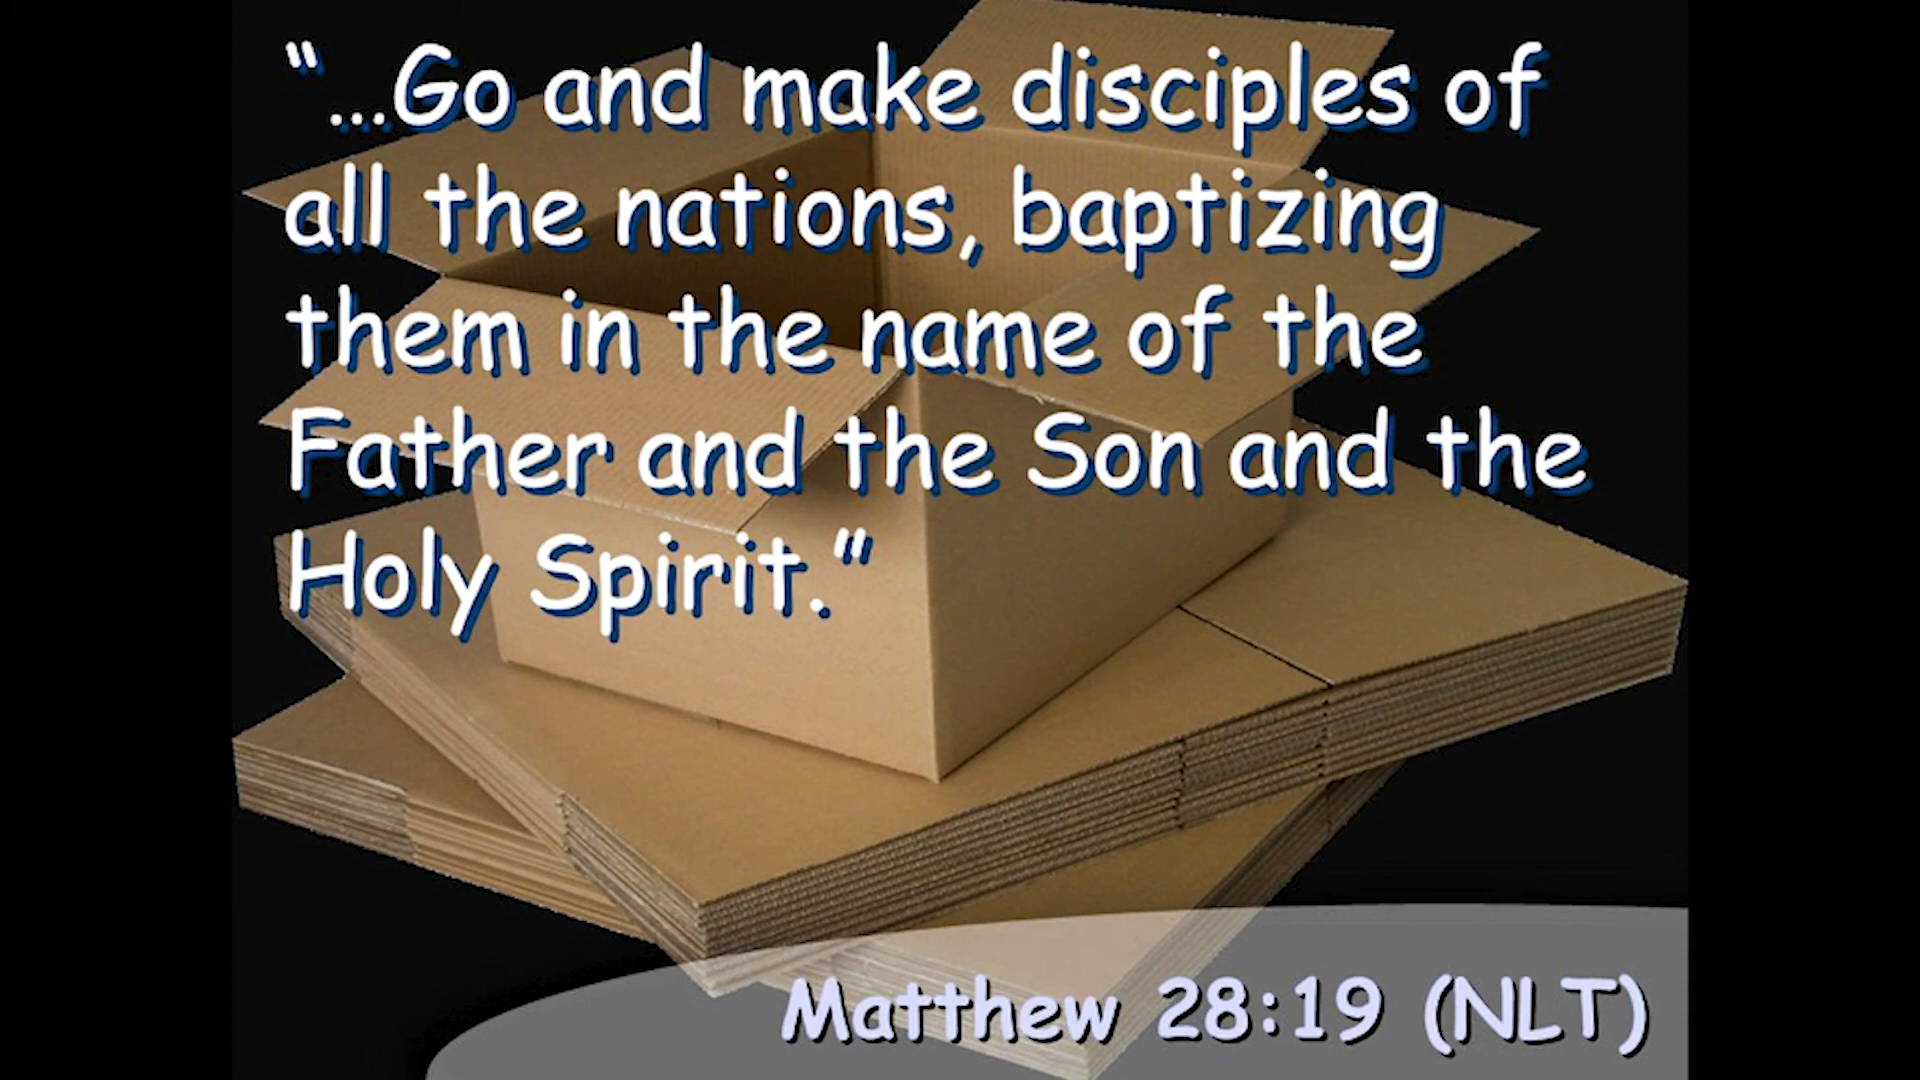 “…Go and make disciples of
all the nations, baptizing
them in the name of the
Father and the Son and the
Holy Spirit.”
Matthew 28:19 (NLT)